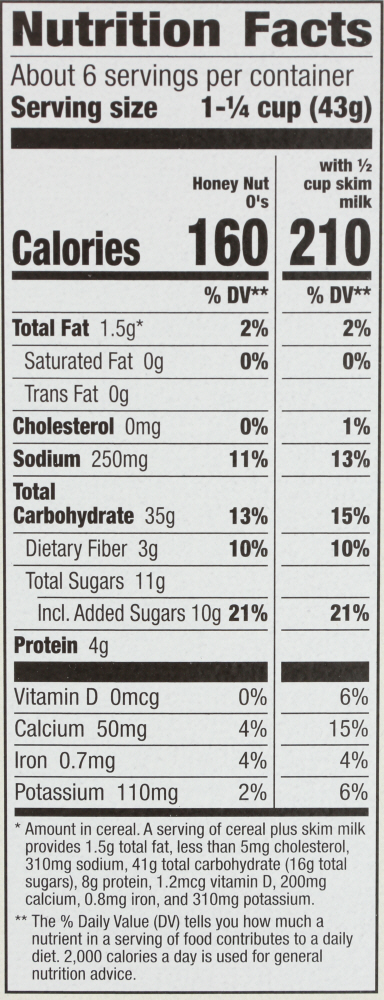 Nutrition Facts
About 6 servings per container
Serving size 1-¼ cup (43g)
Honey Nut O's
with ½ cup skim milk
Calories 160 210
% DV** % DV**
Total Fat 1.5g* 2% 2%
Saturated Fat 0g 0% 0%
Trans Fat 0g
Cholesterol 0mg 0% 1%
Sodium 250mg 11% 13%
Total
Carbohydrate 35g 13% 15%
Dietary Fiber 3g 10% 10%
Total Sugars 11g
Incl. Added Sugars 10g 21% 21%
Protein 4g
Vitamin D 0mcg 0% 6%
Calcium 50mg 4% 15%
Iron 0.7mg 4% 4%
Potassium 110mg 2% 6%
* Amount in cereal. A serving of cereal plus skim milk
provides 1.5g total fat, less than 5mg cholesterol,
310mg sodium, 41g total carbohydrate (16g total
sugars), 8g protein, 1.2mcg vitamin D, 200mg
calcium, 0.8mg iron, and 310mg potassium.
** The % Daily Value (DV) tells you how much a
nutrient in a serving of food contributes to a daily
diet. 2,000 calories a day is used for general
nutrition advice.